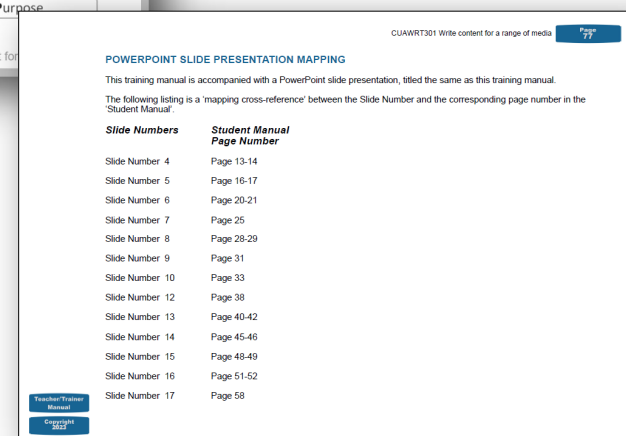 Purpose
t for
CUAWRT301 Write content for a range of media
Page
77
POWERPOINT SLIDE PRESENTATION MAPPING
This training manual is accompanied with a PowerPoint slide presentation, titled the same as this training manual.
The following listing is a 'mapping cross-reference' between the Slide Number and the corresponding page number in the
'Student Manual'.
Slide Numbers Student Manual
Page Number
Slide Number 4 Page 13-14
Slide Number 5 Page 16-17
Slide Number 6 Page 20-21
Slide Number 7 Page 25
Slide Number 8 Page 28-29
Slide Number 9 Page 31
Slide Number 10 Page 33
Slide Number 12 Page 38
Slide Number 13 Page 40-42
Slide Number 14 Page 45-46
Slide Number 15 Page 48-49
Slide Number 16 Page 51-52
Slide Number 17 Page 58
Teacher/Trainer
Manual
Copyright
2023